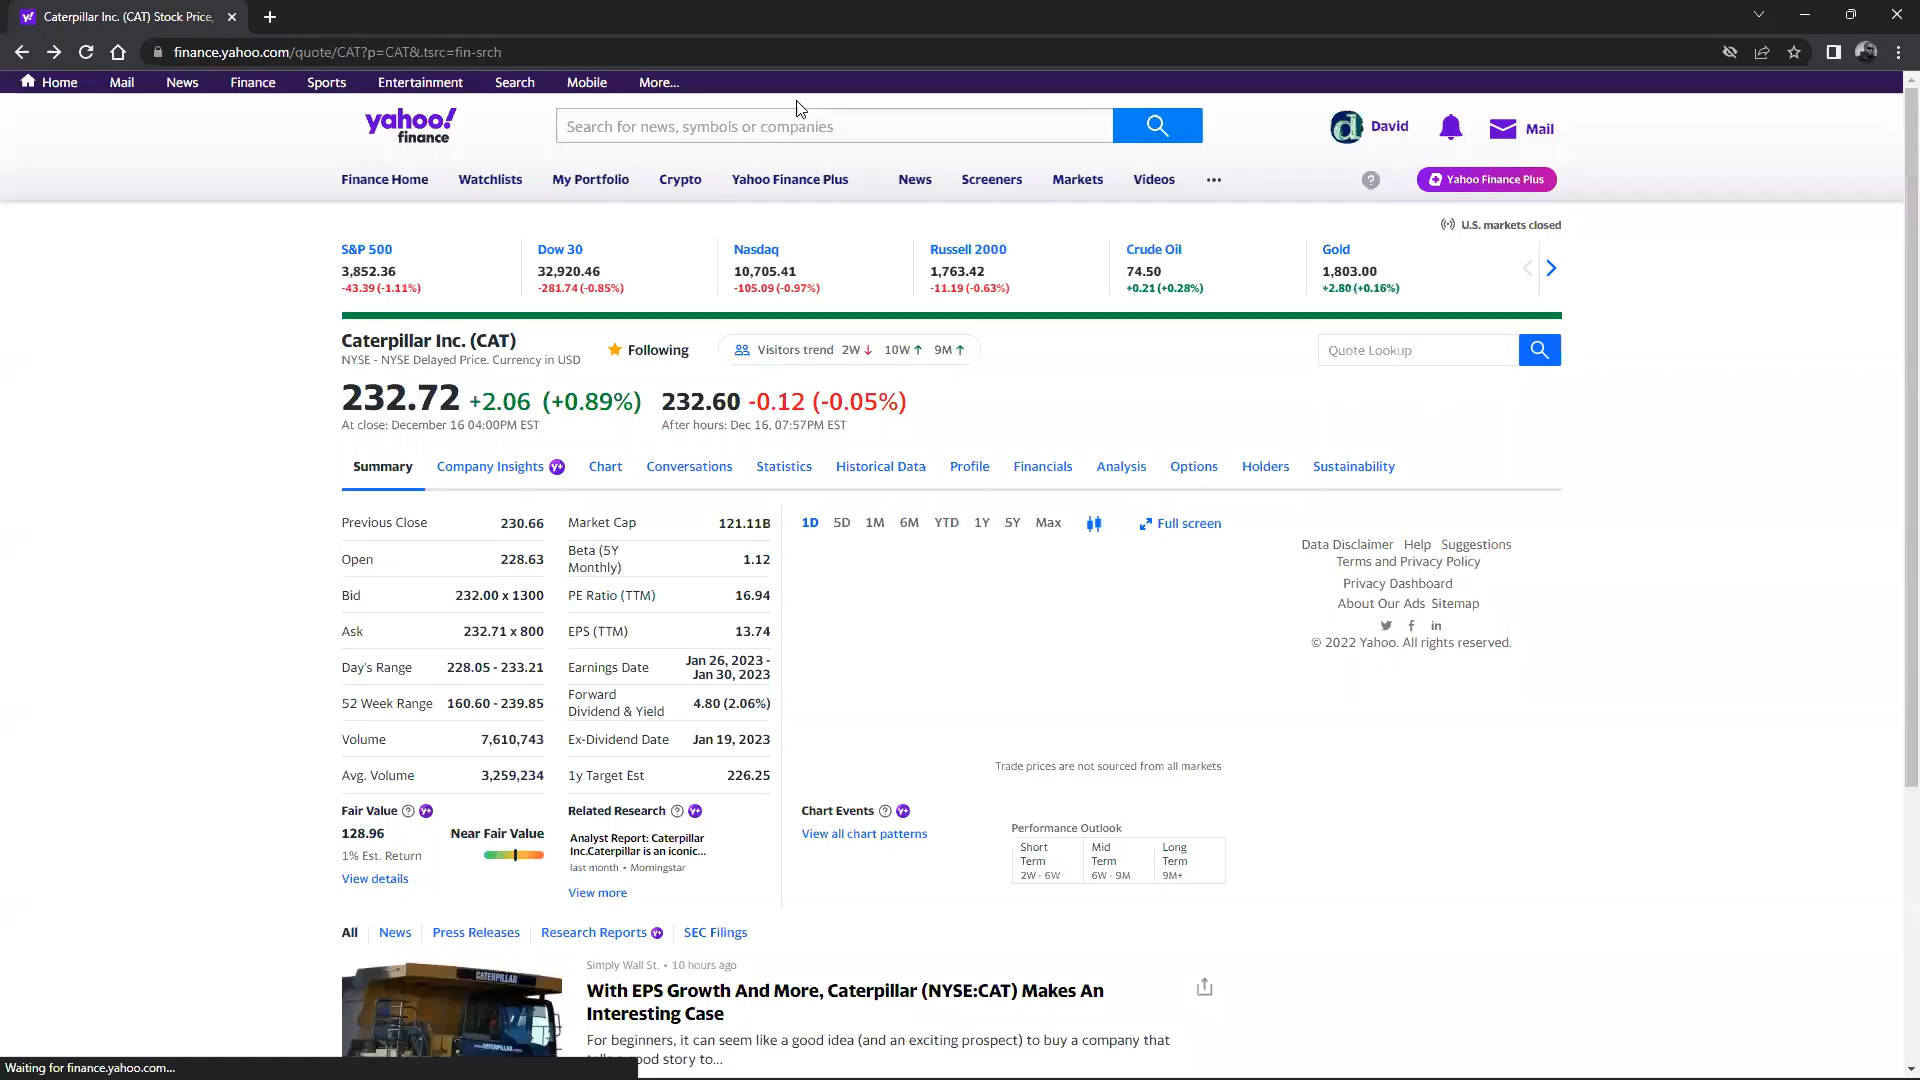 Caterpillar Inc. (CAT) Stock Price,
finance.yahoo.com/quote/CAT?p=CAT&.tsrc=fin-srch
Home Mail News Finance Sports Entertainment Search Mobile More...
yahoo!
finance
Search for news, symbols or companies
David
Mail
Finance Home Watchlists My Portfolio Crypto Yahoo Finance Plus News Screeners Markets Videos
Yahoo Finance Plus
U.S. markets closed
S&P 500 Dow 30 Nasdaq Russell 2000 Crude Oil Gold
3,852.36 32,920.46 10,705.41 1,763.42 74.50 1,803.00
-43.39 (-1.11%) -281.74 (-0.85%) -105.09 (-0.97%) -11.19 (-0.63%) +0.21 (+0.28%) +2.80 (+0.16%)
Caterpillar Inc. (CAT)
NYSE - NYSE Delayed Price. Currency in USD
Following
Visitors trend 2W↓ 10W↑ 9M↑
Quote Lookup
232.72 +2.06 (+0.89%) 232.60 -0.12 (-0.05%)
At close: December 16 04:00PM EST After hours: Dec 16, 07:57PM EST
Summary Company Insights Y+ Chart Conversations Statistics Historical Data Profile Financials Analysis Options Holders Sustainability
Previous Close 230.66
Open 228.63
Bid 232.00 x 1300
Ask 232.71 x 800
Day's Range 228.05 - 233.21
52 Week Range 160.60 - 239.85
Volume 7,610,743
Avg. Volume 3,259,234
Market Cap 121.11B
Beta (5Y
Monthly) 1.12
PE Ratio (TTM) 16.94
EPS (TTM) 13.74
Earnings Date Jan 26, 2023 -
Jan 30, 2023
Forward
Dividend & Yield 4.80 (2.06%)
Ex-Dividend Date Jan 19, 2023
1y Target Est 226.25
1D 5D 1M 6M YTD 1Y 5Y Max Full screen
Trade prices are not sourced from all markets
Data Disclaimer Help Suggestions
Terms and Privacy Policy
Privacy Dashboard
About Our Ads Sitemap
© 2022 Yahoo. All rights reserved.
Fair Value
128.96 Near Fair Value
1% Est. Return
View details
Related Research
Analyst Report: Caterpillar
Inc.Caterpillar is an iconic...
last month • Morningstar
View more
Chart Events
View all chart patterns
Performance Outlook
Short
Term
2W - 6W
Mid
Term
6W - 9M
Long
Term
9M+
All News Press Releases Research Reports Y+ SEC Filings
CATERPILLAR
CATERPILLAR
Simply Wall St. • 10 hours ago
With EPS Growth And More, Caterpillar (NYSE:CAT) Makes An
Interesting Case
For beginners, it can seem like a good idea (and an exciting prospect) to buy a company that
story to...
Waiting for finance.yahoo.com...